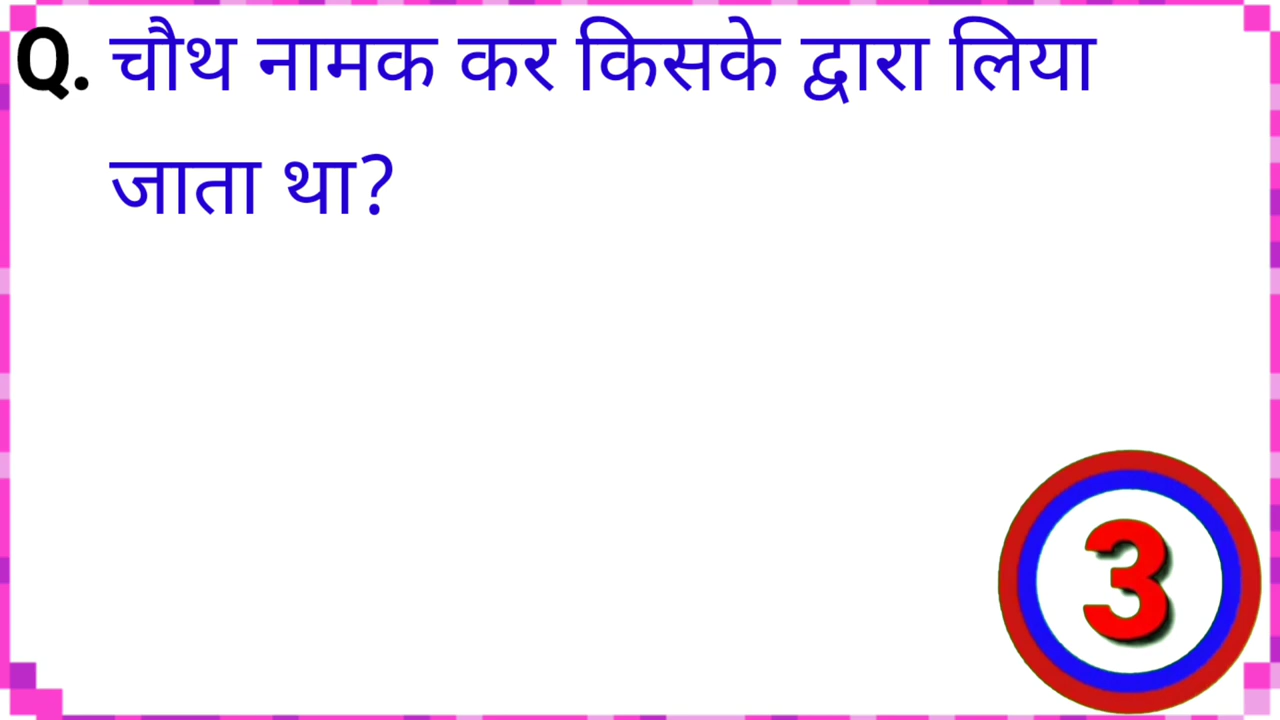 Q. चौथ नामक कर किसके द्वारा लिया
जाता था?
3